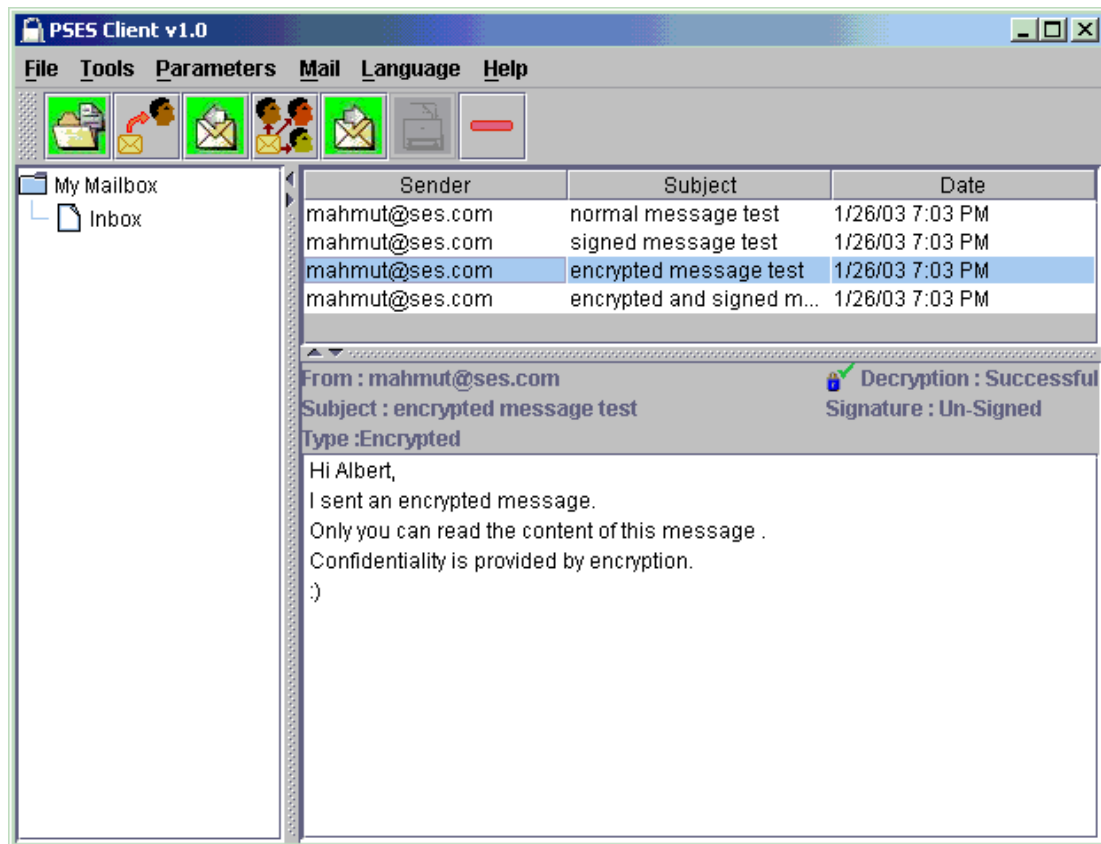 PSES Client v1.0
File Tools Parameters Mail Language Help
My Mailbox
Inbox
Sender Subject Date
mahmut@ses.com normal message test 1/26/03 7:03 PM
mahmut@ses.com signed message test 1/26/03 7:03 PM
mahmut@ses.com encrypted message test 1/26/03 7:03 PM
mahmut@ses.com encrypted and signed m... 1/26/03 7:03 PM
From : mahmut@ses.com Decryption : Successful
Subject : encrypted message test Signature : Un-Signed
Type :Encrypted
Hi Albert,
I sent an encrypted message.
Only you can read the content of this message .
Confidentiality is provided by encryption.
:)